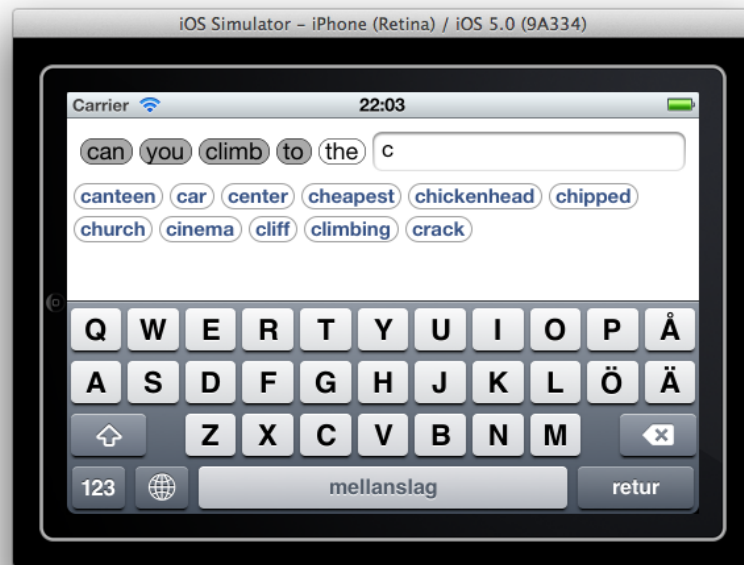 iOS Simulator – iPhone (Retina) / iOS 5.0 (9A334)
Carrier 22:03
can you climb to the c
canteen car center cheapest chickenhead chipped
church cinema cliff climbing crack
Q W E R T Y U I O P Å
A S D F G H J K L Ö Ä
Z X C V B N M
123 mellanslag retur